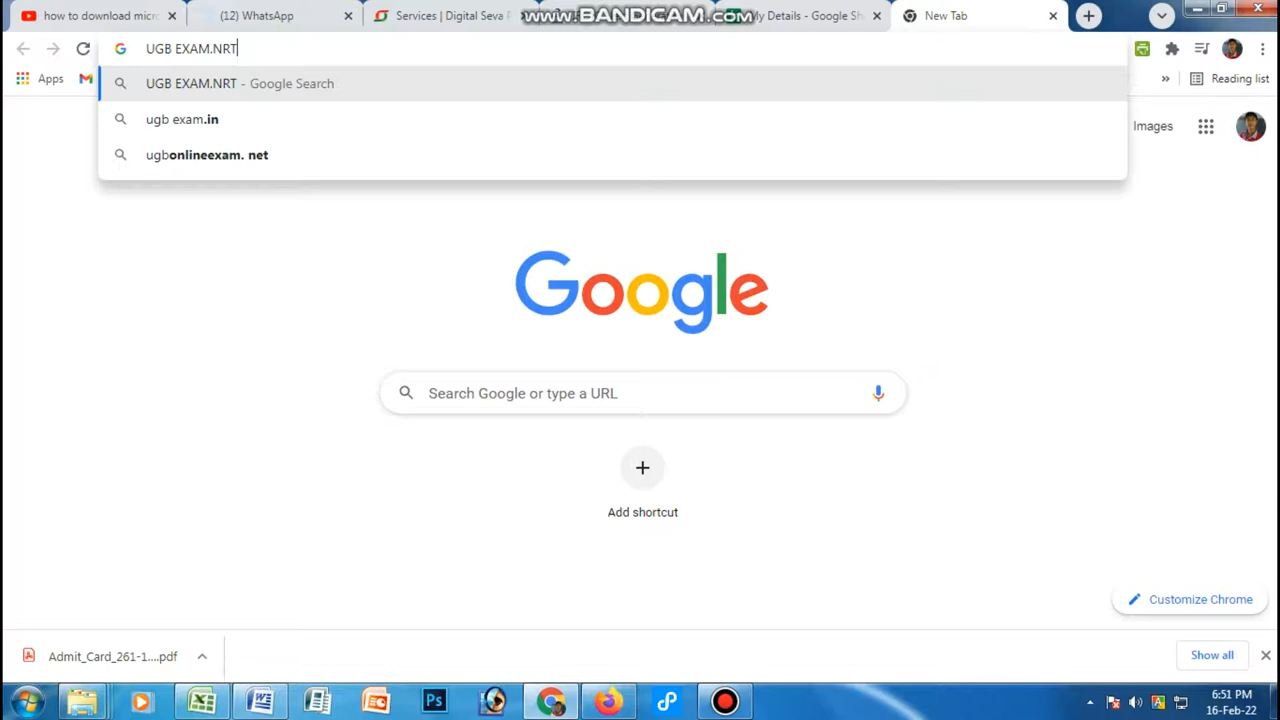 how to download micr
(12) WhatsApp
Services | Digital Seva
www.BANDICAM.com
My Details - Google Sh
New Tab
UGB EXAM.NRT
UGB EXAM.NRT - Google Search
ugb exam.in
ugbonlineexam. net
Apps
Reading list
Images
Google
Search Google or type a URL
Add shortcut
Customize Chrome
Admit_Card_261-1....pdf
Show all
Ps
6:51 PM
16-Feb-22